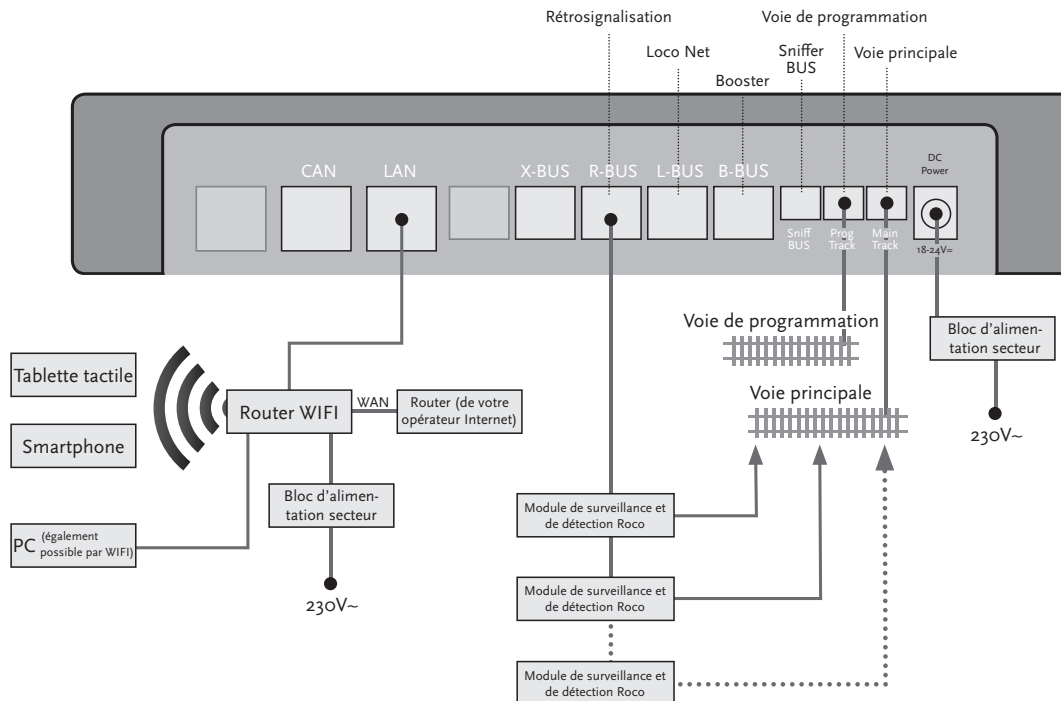 Rétrosignalisation
Voie de programmation
Loco Net
Sniffer
BUS
Voie principale
Booster
CAN
LAN
X-BUS
R-BUS
L-BUS
B-BUS
DC
Power
Sniff
BUS
Prog
Track
Main
Track
18-24V=
Voie de programmation
Bloc d'alimen-
tation secteur
Tablette tactile
Voie principale
Router WIFI
WAN
Router (de votre
opérateur Internet)
230V~
Smartphone
Bloc d'alimen-
tation secteur
Module de surveillance et
de détection Roco
PC (également
possible par WIFI)
230V~
Module de surveillance et
de détection Roco
Module de surveillance et
de détection Roco